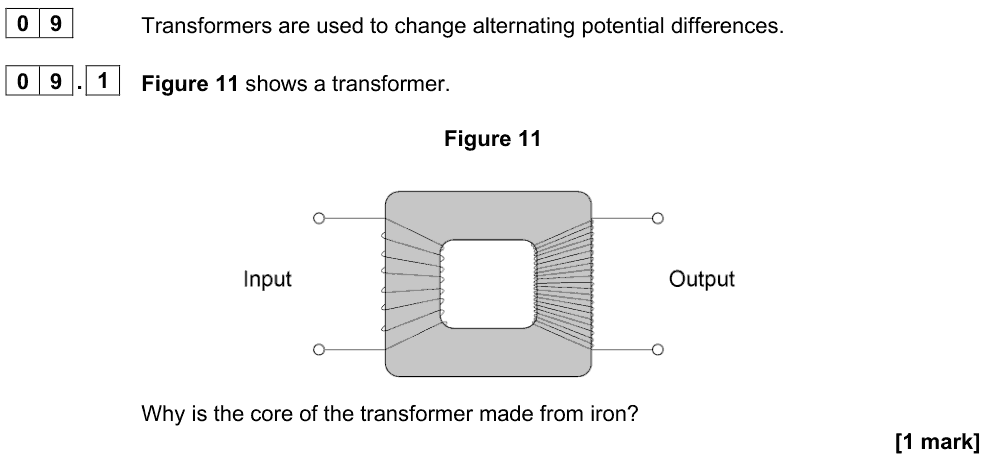 0 9 Transformers are used to change alternating potential differences.
0 9 . 1 Figure 11 shows a transformer.
Figure 11
Input
Output
Why is the core of the transformer made from iron?
[1 mark]